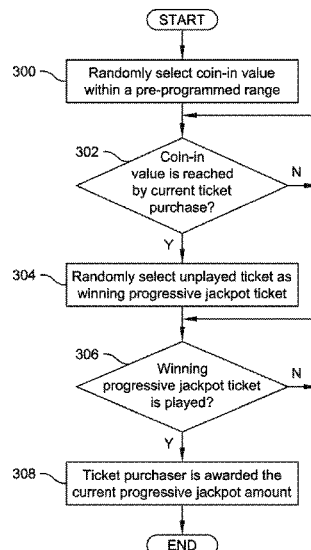 START
300
Randomly select coin-in value
within a pre-programmed range
302
Coin-in
value is reached
by current ticket
purchase?
N
Y
304
Randomly select unplayed ticket as
winning progressive jackpot ticket
306
Winning
progressive jackpot ticket
is played?
N
Y
308
Ticket purchaser is awarded the
current progressive jackpot amount
END